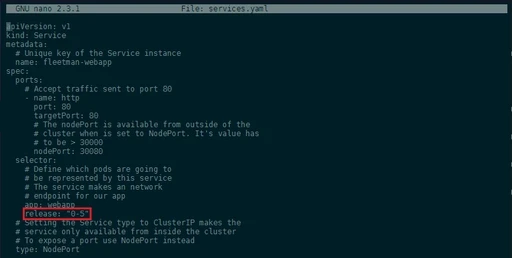 GNU nano 2.3.1 File: services.yaml
apiVersion: v1
kind: Service
metadata:
  # Unique key of the Service instance
  name: fleetman-webapp
spec:
  ports:
    # Accept traffic sent to port 80
    - name: http
      port: 80
      targetPort: 80
      # The nodePort is available from outside of the
      # cluster when is set to NodePort. It's value has
      # to be > 30000
      nodePort: 30080
  selector:
    # Define which pods are going to
    # be represented by this service
    # The service makes an network
    # endpoint for our app
    app: webapp
    release: "0-5"
  # Setting the Service type to ClusterIP makes the
  # service only available from inside the cluster
  # To expose a port use NodePort instead
  type: NodePort